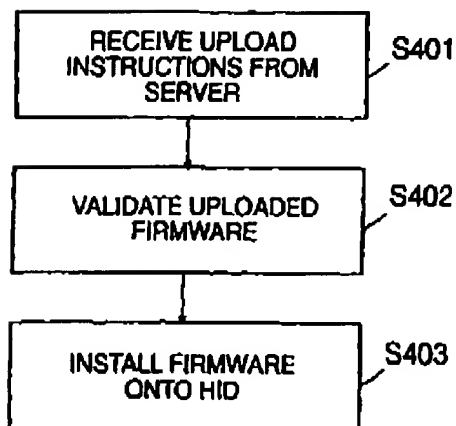 RECEIVE UPLOAD
INSTRUCTIONS FROM
SERVER
S401
VALIDATE UPLOADED
FIRMWARE
S402
INSTALL FIRMWARE
ONTO HID
S403